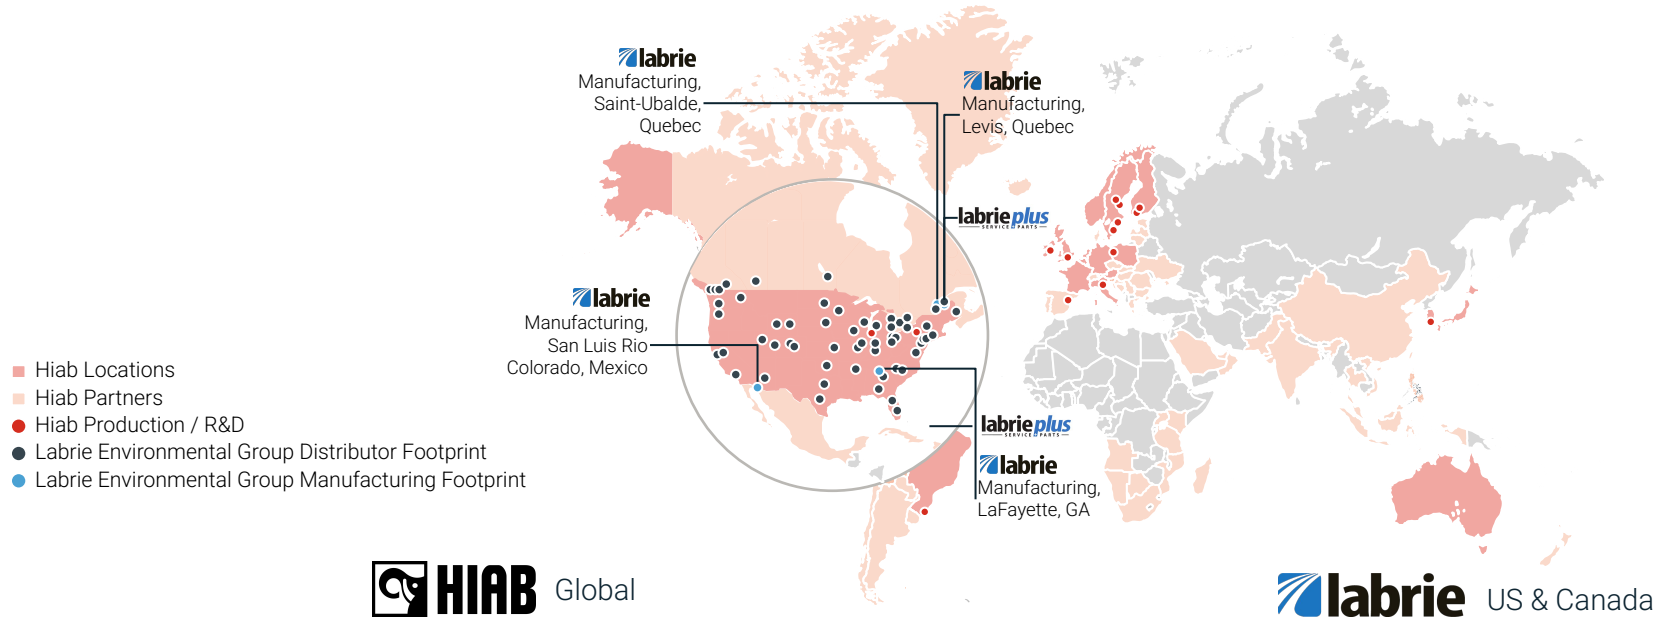 labrie
Manufacturing,
Saint-Ubalde,
Quebec
labrie
Manufacturing,
Levis, Quebec
labrieplus
SERVICE & PARTS
labrie
Manufacturing,
San Luis Rio
Colorado, Mexico
Hiab Locations
Hiab Partners
Hiab Production / R&D
Labrie Environmental Group Distributor Footprint
Labrie Environmental Group Manufacturing Footprint
labrieplus
SERVICE & PARTS
labrie
Manufacturing,
LaFayette, GA
HIAB Global
labrie US & Canada